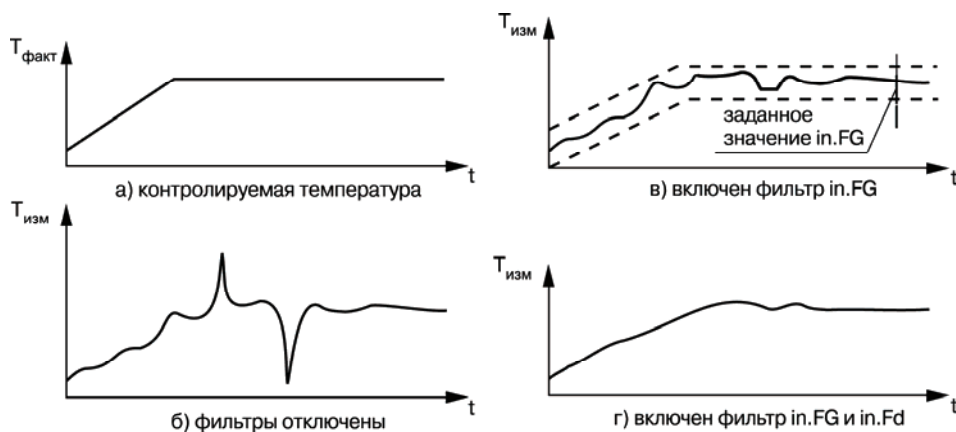 Tфакт
t
а) контролируемая температура
Tизм
заданное
значение in.FG
t
в) включен фильтр in.FG
Tизм
t
б) фильтры отключены
Tизм
t
г) включен фильтр in.FG и in.Fd